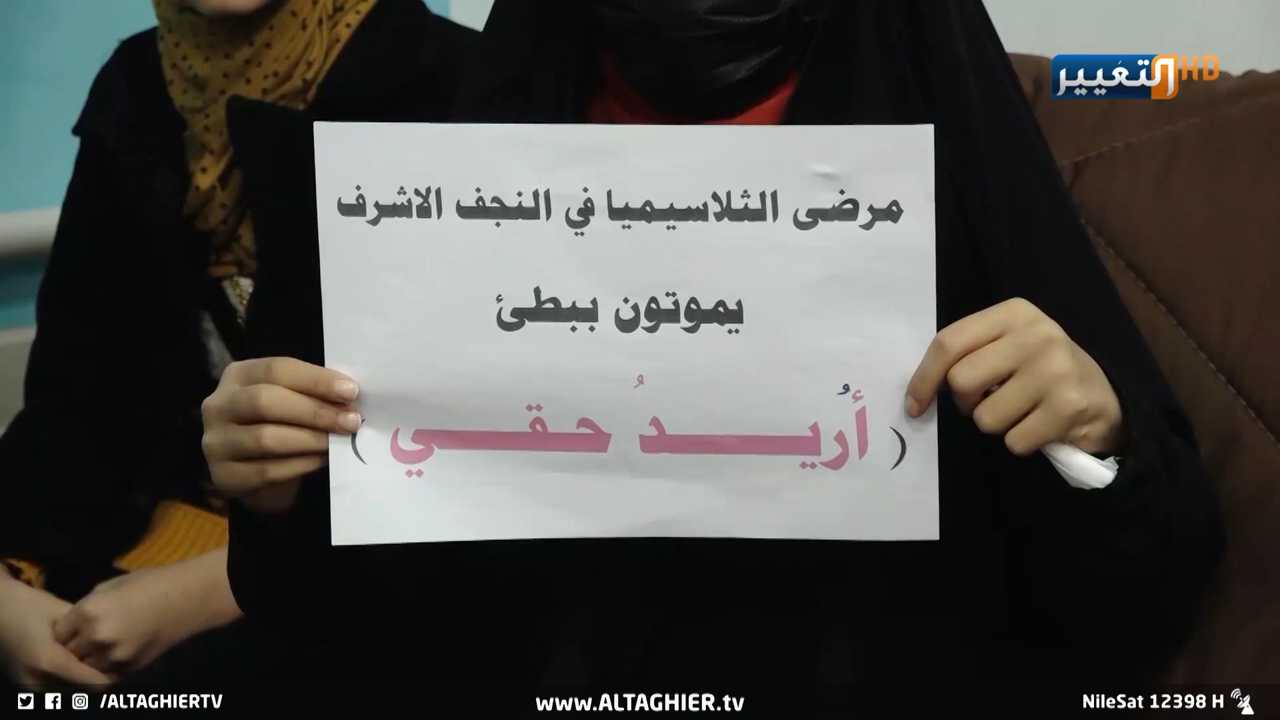 التغيير HD
مرضى الثلاسيميا في النجف الاشرف
يموتون ببطئ
( أُريـــدُ حقـــي )
/ALTAGHIERTV
www.ALTAGHIER.tv
NileSat 12398 H